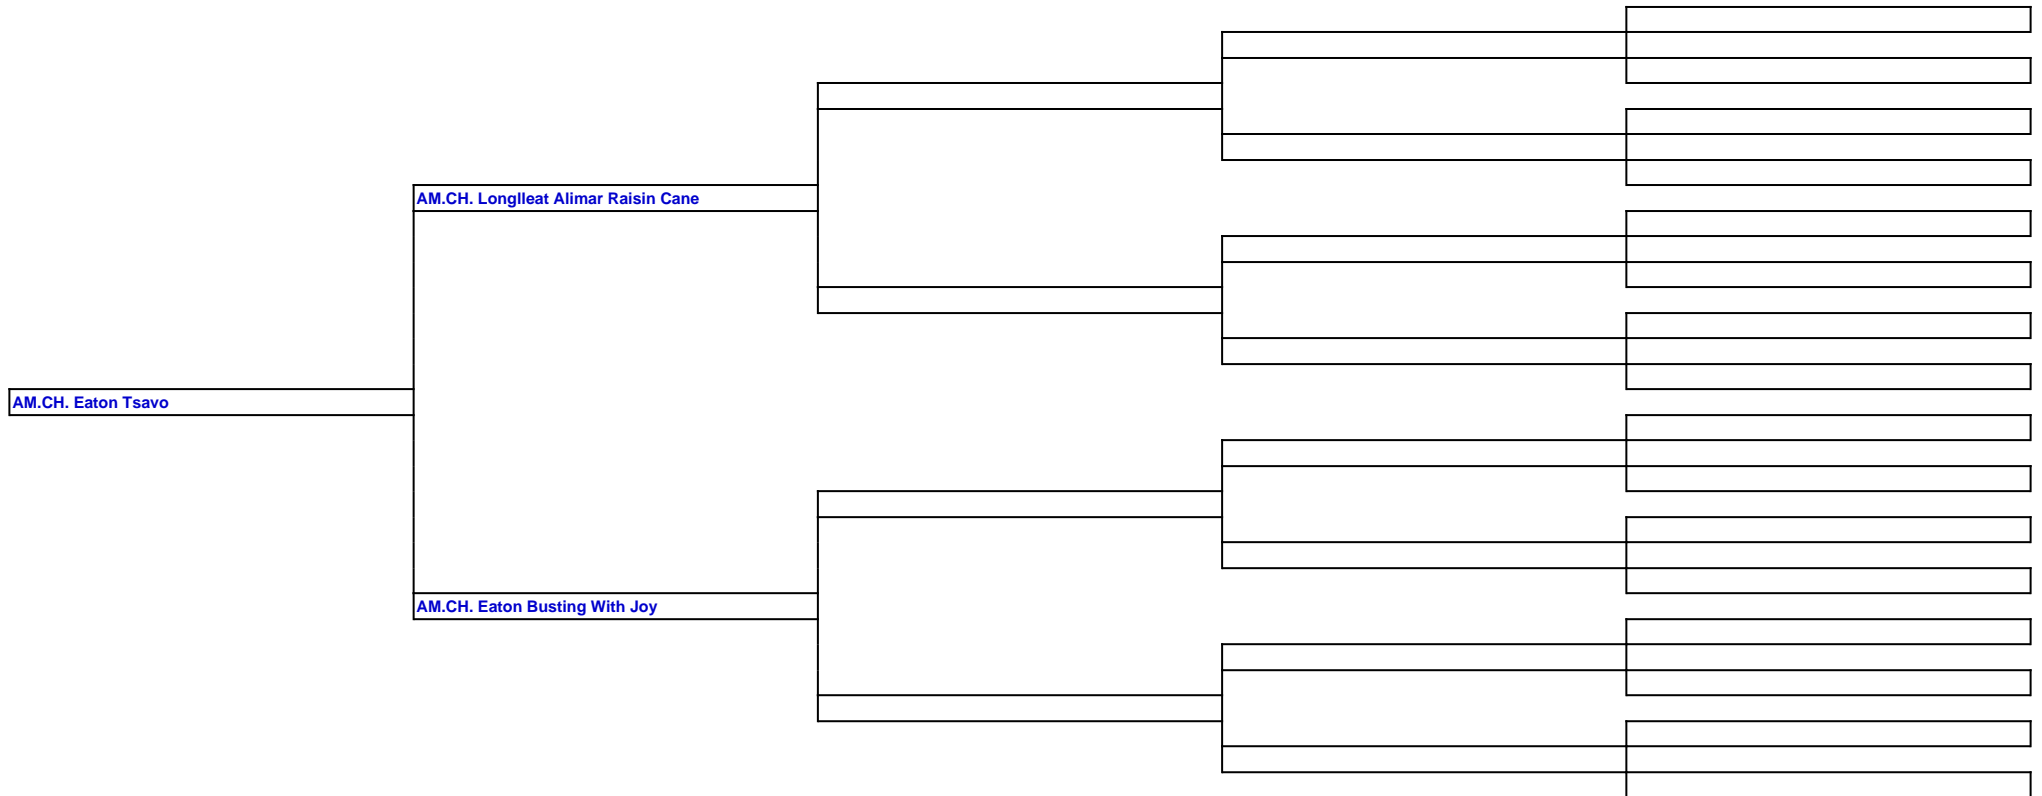 AM.CH. Longlleat Alimar Raisin Cane
AM.CH. Eaton Tsavo
AM.CH. Eaton Busting With Joy